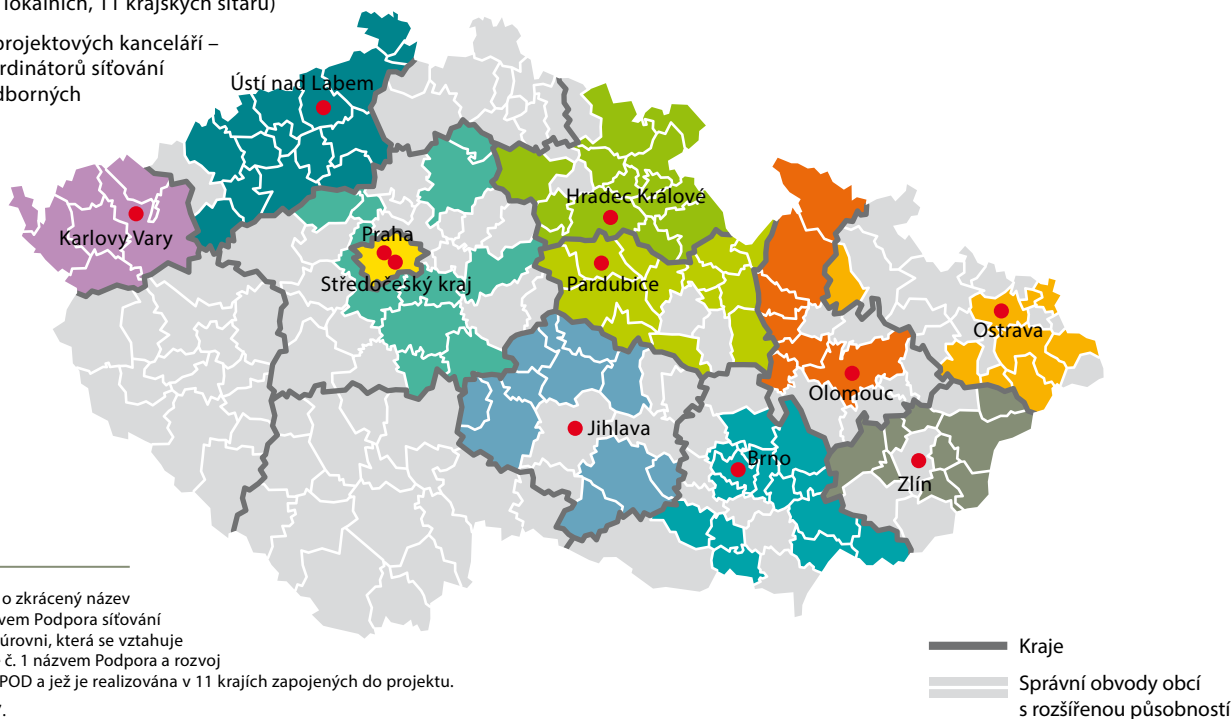 lokálních, 11 krajských síťařů)
projektových kanceláří –
rdinátorů síťování
dborných
Ústí nad Labem
Karlovy Vary
Praha
Středočeský kraj
Hradec Králové
Pardubice
Jihlava
Brno
Olomouc
Ostrava
Zlín
o zkrácený název
vem Podpora síťování
úrovni, která se vztahuje
č. 1 názvem Podpora a rozvoj
POD a jež je realizována v 11 krajích zapojených do projektu.
Kraje
Správní obvody obcí
s rozšířenou působností